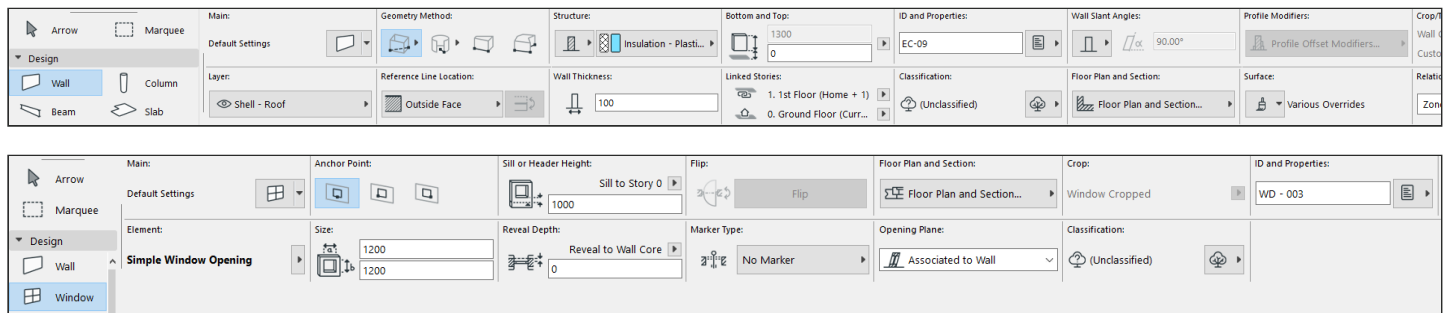 Arrow
Marquee
Design
Wall
Column
Beam
Slab
Main:
Default Settings
Layer:
Shell - Roof
Geometry Method:
Reference Line Location:
Outside Face
Structure:
Insulation - Plasti...
Wall Thickness:
100
Bottom and Top:
1300
0
Linked Stories:
1. 1st Floor (Home + 1)
0. Ground Floor (Curr...
ID and Properties:
EC-09
Classification:
(Unclassified)
Wall Slant Angles:
α
90.00°
Floor Plan and Section:
Floor Plan and Section...
Profile Modifiers:
Profile Offset Modifiers...
Surface:
Various Overrides
Wall
Arrow
Marquee
Design
Wall
Window
Main:
Default Settings
Element:
Simple Window Opening
Anchor Point:
Size:
a
b
1200
1200
Sill or Header Height:
Sill to Story 0
1000
Reveal Depth:
Reveal to Wall Core
0
Flip:
Flip
Marker Type:
No Marker
Floor Plan and Section:
Floor Plan and Section...
Opening Plane:
Associated to Wall
Crop:
Window Cropped
Classification:
(Unclassified)
ID and Properties:
WD - 003